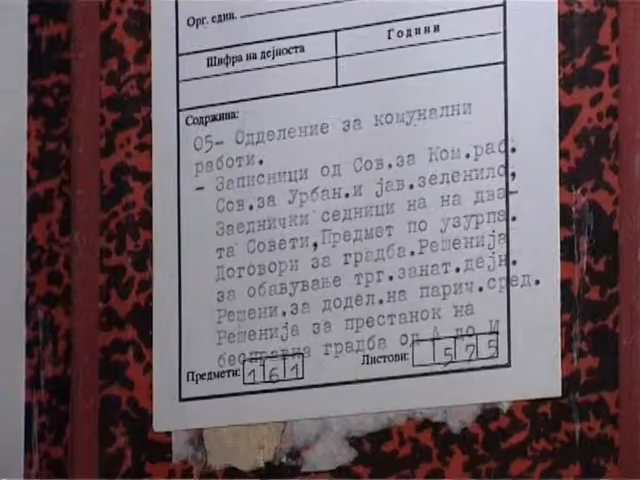 Орг. един.
Шифра на дејноста
Години
Содржина:
05- Одделение за комунални
работи.
- Записници од Сов.за Ком.раб.
Сов.за Урбан.и јав.зеленило,
Заеднички седници на на два-
та Совети,Предмет по узурпа.
Договори за градба.Решенија
за обавување трг.занат.дејн.
Решени.за додел.на парич.сред.
Решенија за престанок на
бесправна градба од А до И
Предмети: 161
Листови: 575